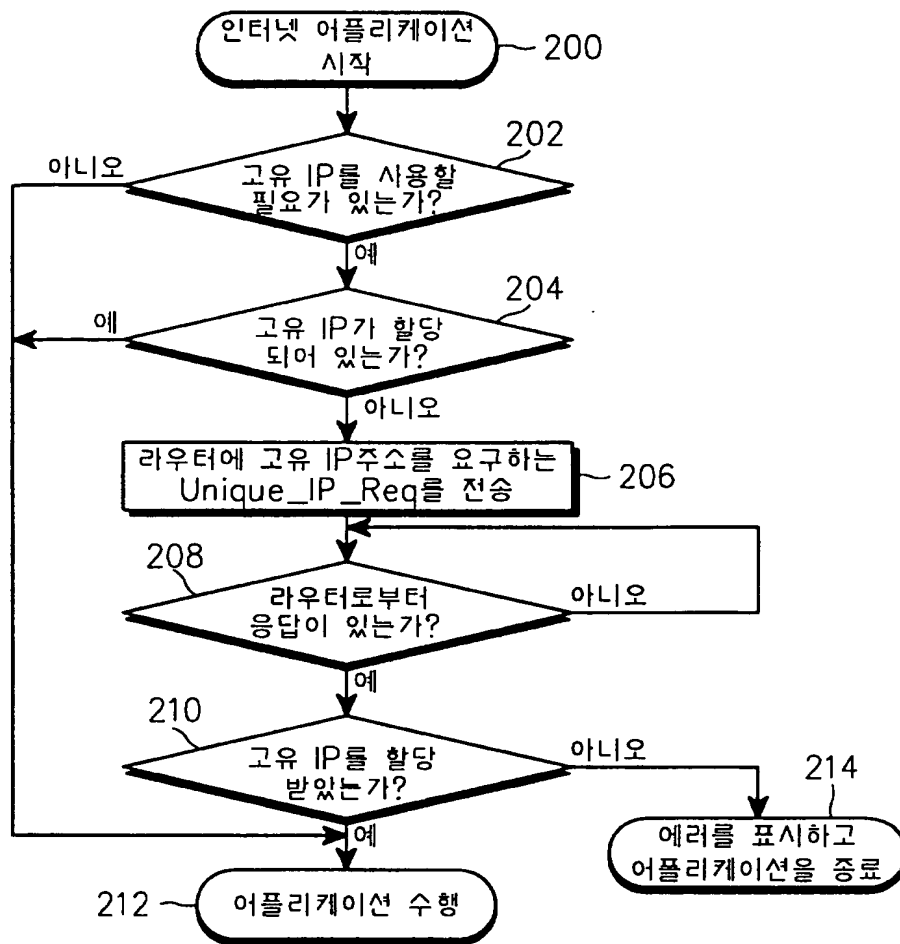 인터넷 어플리케이션
시작
200
202
아니오
고유 IP를 사용할
필요가 있는가?
예
204
예
고유 IP가 할당
되어 있는가?
아니오
라우터에 고유 IP주소를 요구하는
Unique_IP_Req를 전송
206
208
라우터로부터
응답이 있는가?
아니오
예
210
고유 IP를 할당
받았는가?
아니오
예
214
에러를 표시하고
어플리케이션을 종료
212
어플리케이션 수행